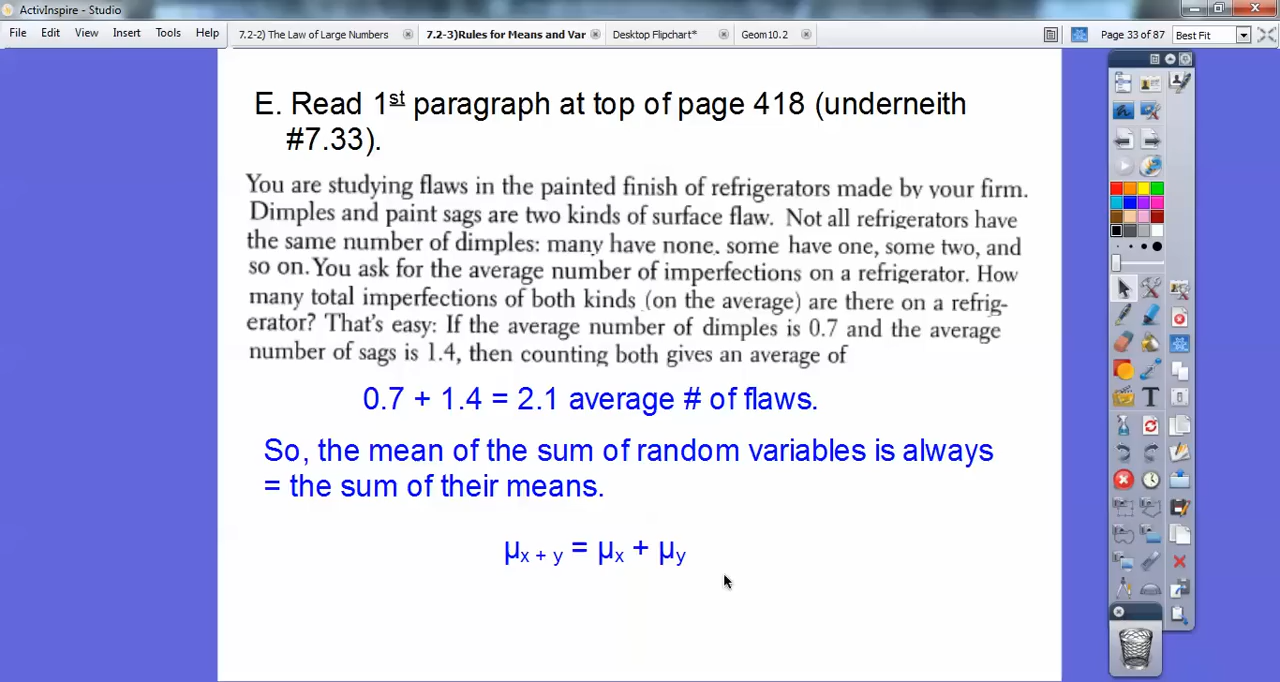 ActivInspire - Studio
File Edit View Insert Tools Help
7.2-2) The Law of Large Numbers
7.2-3)Rules for Means and Var
Desktop Flipchart*
Geom10.2
Page 33 of 87
Best Fit
E. Read 1st paragraph at top of page 418 (underneith
#7.33).
You are studying flaws in the painted finish of refrigerators made by your firm.
Dimples and paint sags are two kinds of surface flaw. Not all refrigerators have
the same number of dimples: many have none, some have one, some two, and
so on. You ask for the average number of imperfections on a refrigerator. How
many total imperfections of both kinds (on the average) are there on a refrig-
erator? That's easy: If the average number of dimples is 0.7 and the average
number of sags is 1.4, then counting both gives an average of
0.7 + 1.4 = 2.1 average # of flaws.
So, the mean of the sum of random variables is always
= the sum of their means.
μx + y = μx + μy